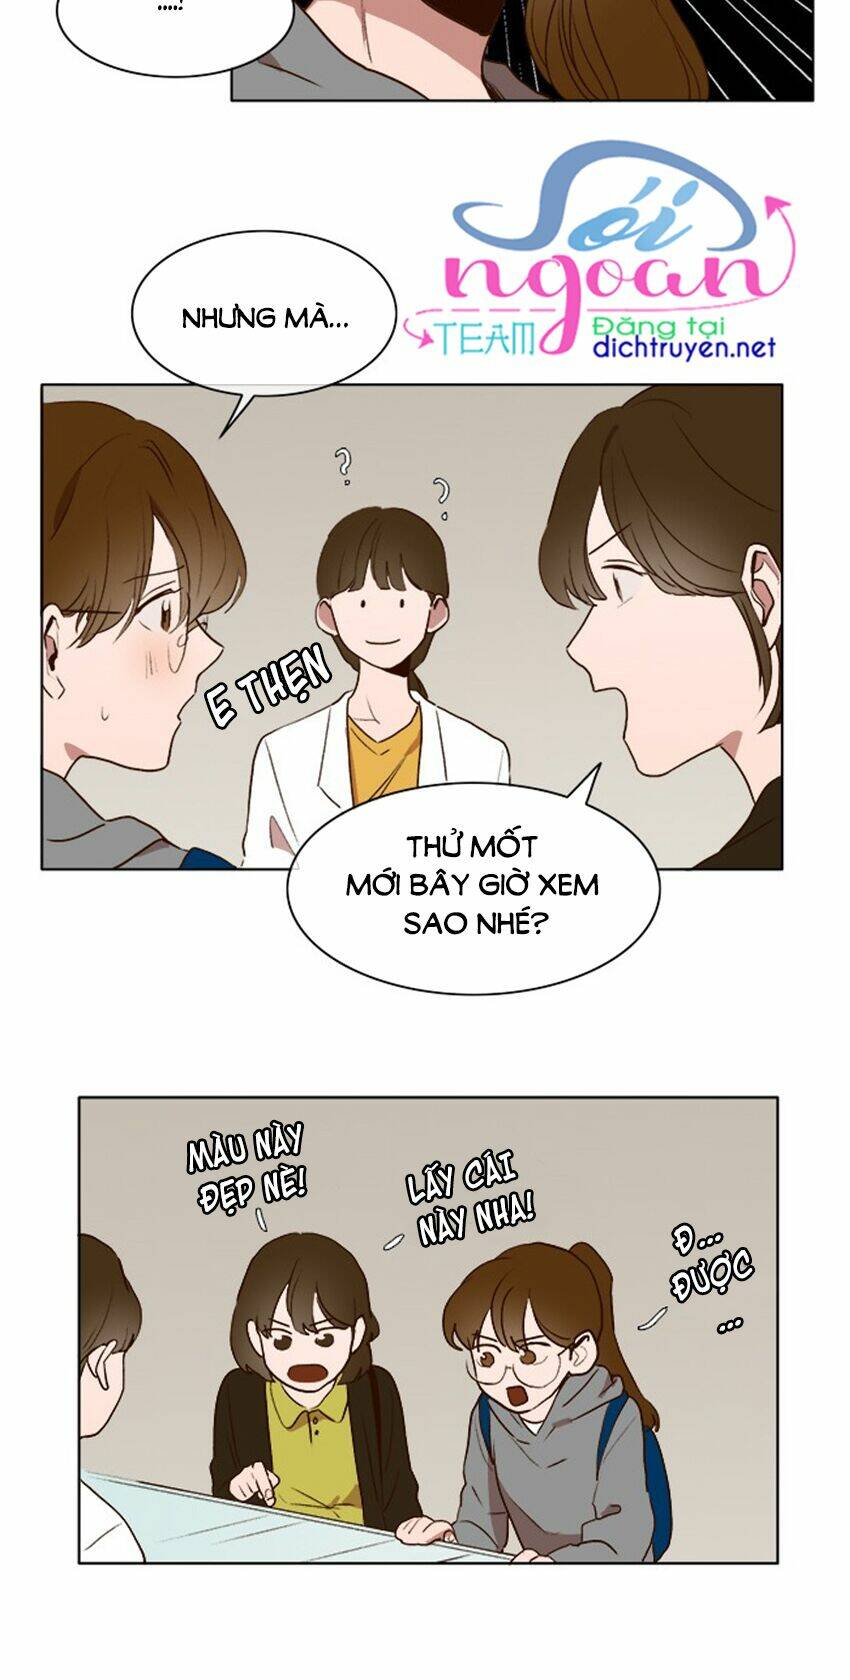 .....!
Sói
ngoan
TEAM
Đăng tại
dichtruyen.net
NHƯNG MÀ...
? ?
E THẸN
THỬ MỐT
MỚI BÂY GIỜ XEM
SAO NHÉ?
MÀU NÀY
ĐẸP NÈ!
LẤY CÁI
NÀY NHA!
Đ...
ĐƯỢC
...